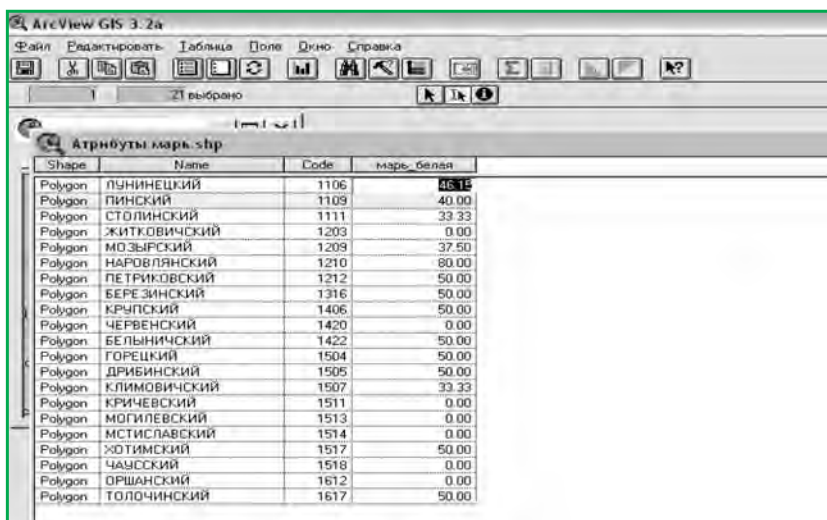 ArcView GIS 3.2a
Файл Редактировать Таблица Поле Окно Справка
1 21 выбрано
Атрибуты марь.shp
Shape Name Code марь_белая
Polygon ЛУНИНЕЦКИЙ 1106 46.15
Polygon ПИНСКИЙ 1109 40.00
Polygon СТОЛИНСКИЙ 1111 33.33
Polygon ЖИТКОВИЧСКИЙ 1203 0.00
Polygon МОЗЫРСКИЙ 1209 37.50
Polygon НАРОВЛЯНСКИЙ 1210 80.00
Polygon ПЕТРИКОВСКИЙ 1212 50.00
Polygon БЕРЕЗИНСКИЙ 1316 50.00
Polygon КРУПСКИЙ 1406 50.00
Polygon ЧЕРВЕНСКИЙ 1420 0.00
Polygon БЕЛЫНИЧСКИЙ 1422 50.00
Polygon ГОРЕЦКИЙ 1504 50.00
Polygon ДРИБИНСКИЙ 1505 50.00
Polygon КЛИМОВИЧСКИЙ 1507 33.33
Polygon КРИЧЕВСКИЙ 1511 0.00
Polygon МОГИЛЕВСКИЙ 1513 0.00
Polygon МСТИСЛАВСКИЙ 1514 0.00
Polygon ХОТИМСКИЙ 1517 50.00
Polygon ЧАУССКИЙ 1518 0.00
Polygon ОРШАНСКИЙ 1612 0.00
Polygon ТОЛОЧИНСКИЙ 1617 50.00